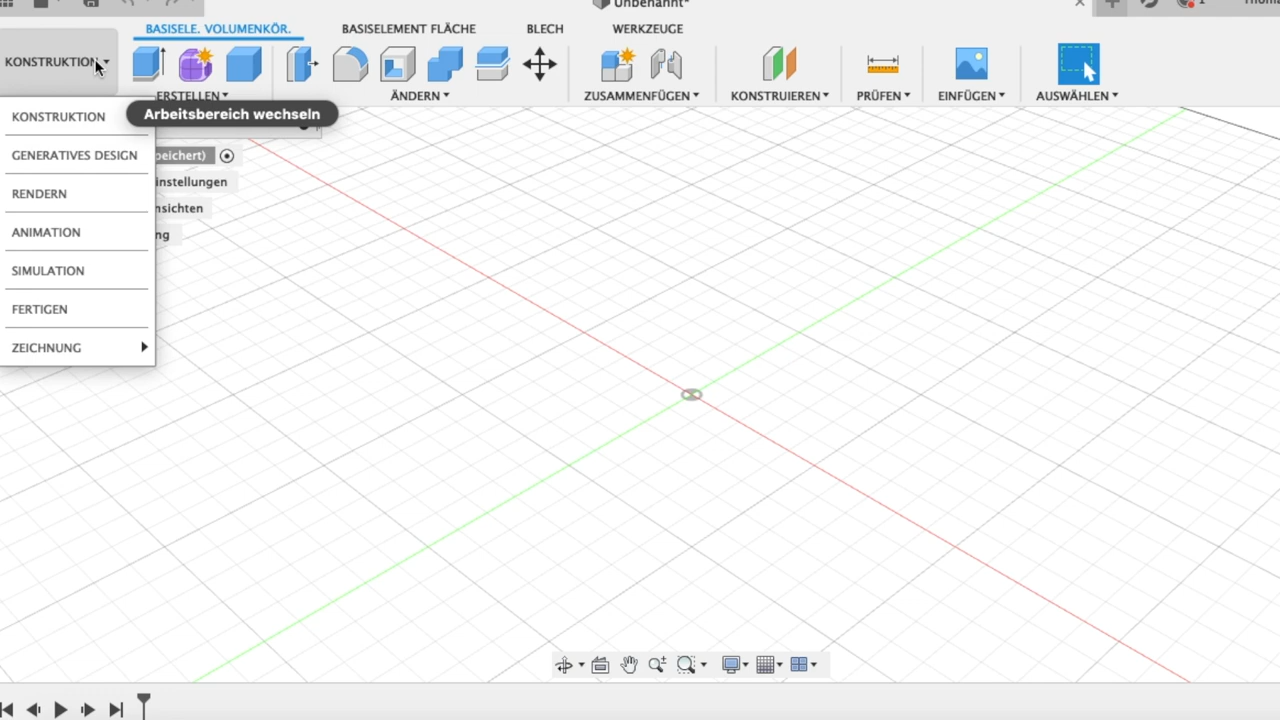 Unbenannt*
BASISELE. VOLUMENKÖR. BASISELEMENT FLÄCHE BLECH WERKZEUGE
KONSTRUKTION
ERSTELLEN ÄNDERN ZUSAMMENFÜGEN KONSTRUIEREN PRÜFEN EINFÜGEN AUSWÄHLEN
Arbeitsbereich wechseln
KONSTRUKTION
GENERATIVES DESIGN
RENDERN
ANIMATION
SIMULATION
FERTIGEN
ZEICHNUNG
peichert)
instellungen
nsichten
ng